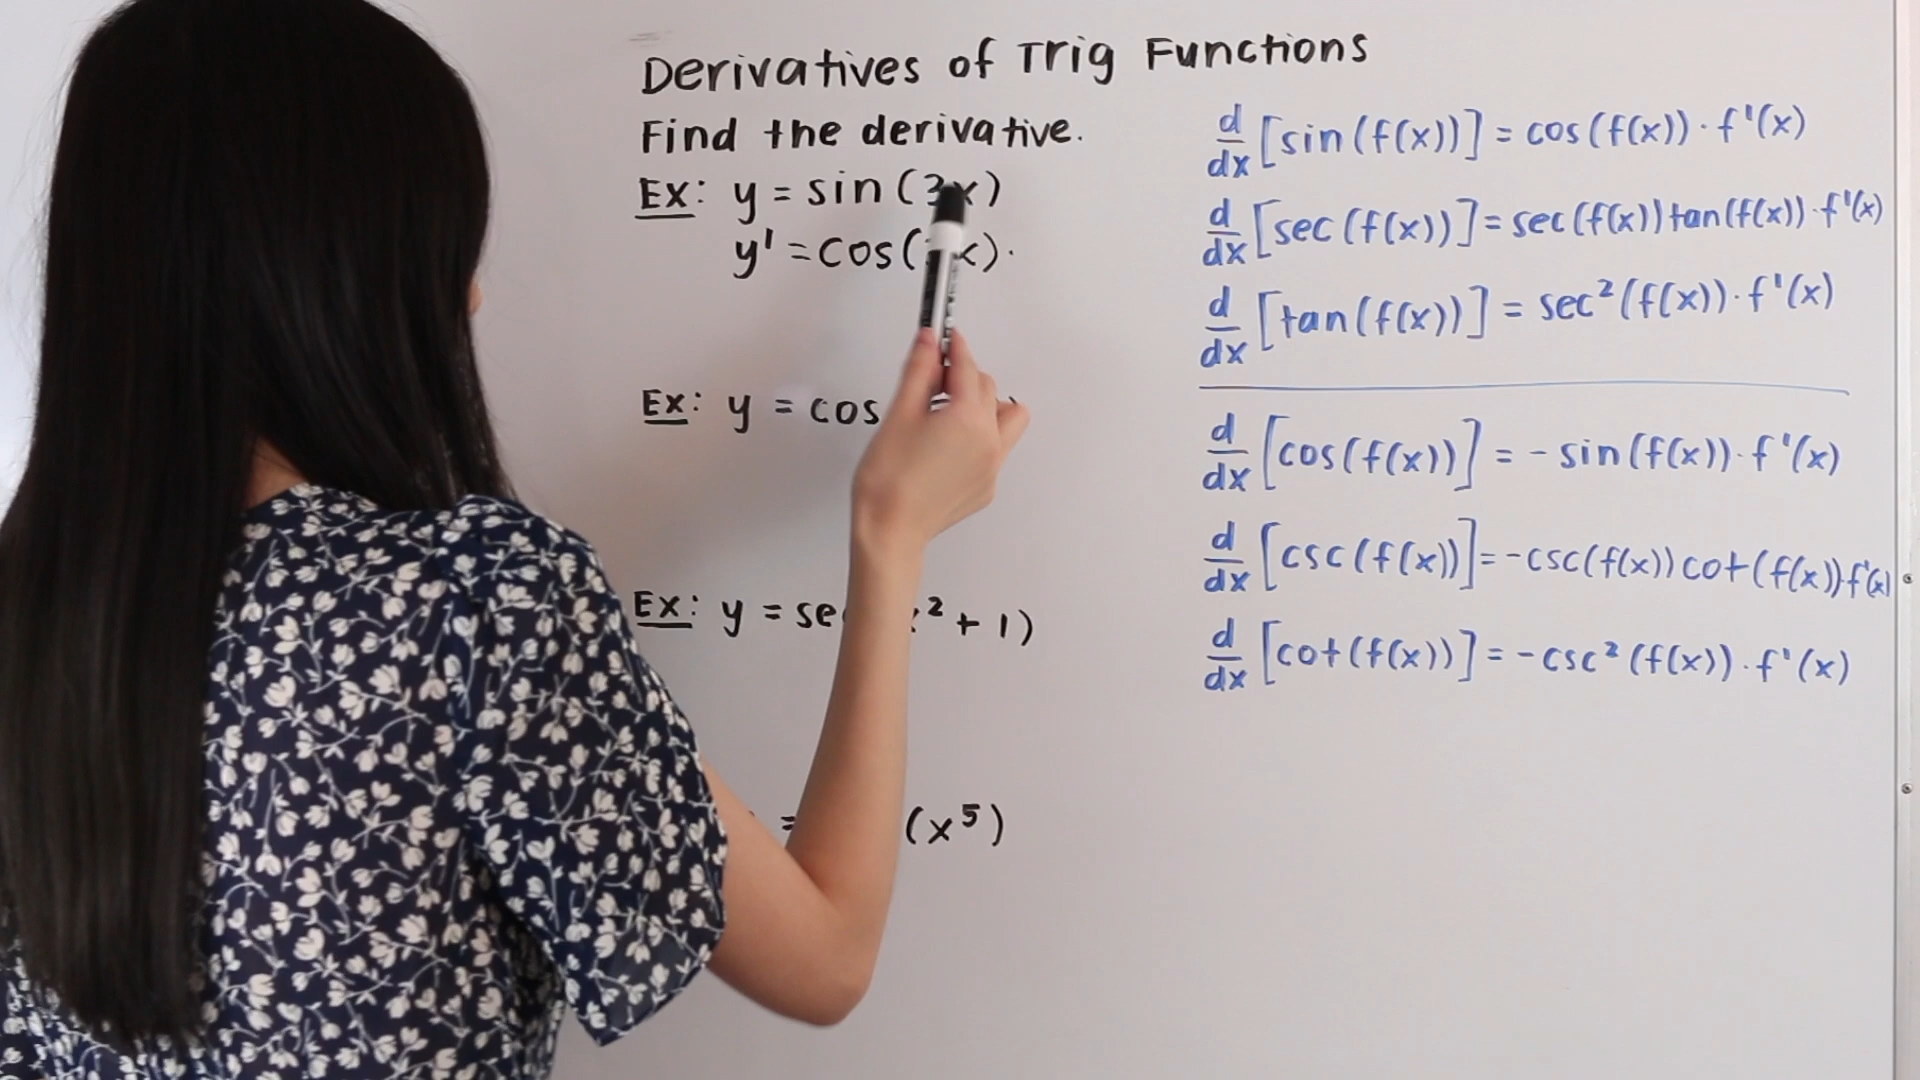 Derivatives of Trig Functions
Find the derivative.
Ex: y = sin(3x)
y' = cos( x) ·
Ex: y = cos
Ex: y = se ² + 1)
= (x⁵)
d/dx [sin(f(x))] = cos(f(x)) · f'(x)
d/dx [sec(f(x))] = sec(f(x)) tan(f(x)) · f'(x)
d/dx [tan(f(x))] = sec²(f(x)) · f'(x)
d/dx [cos(f(x))] = - sin(f(x)) · f'(x)
d/dx [csc(f(x))] = -csc(f(x)) cot(f(x)) · f'(x)
d/dx [cot(f(x))] = -csc²(f(x)) · f'(x)